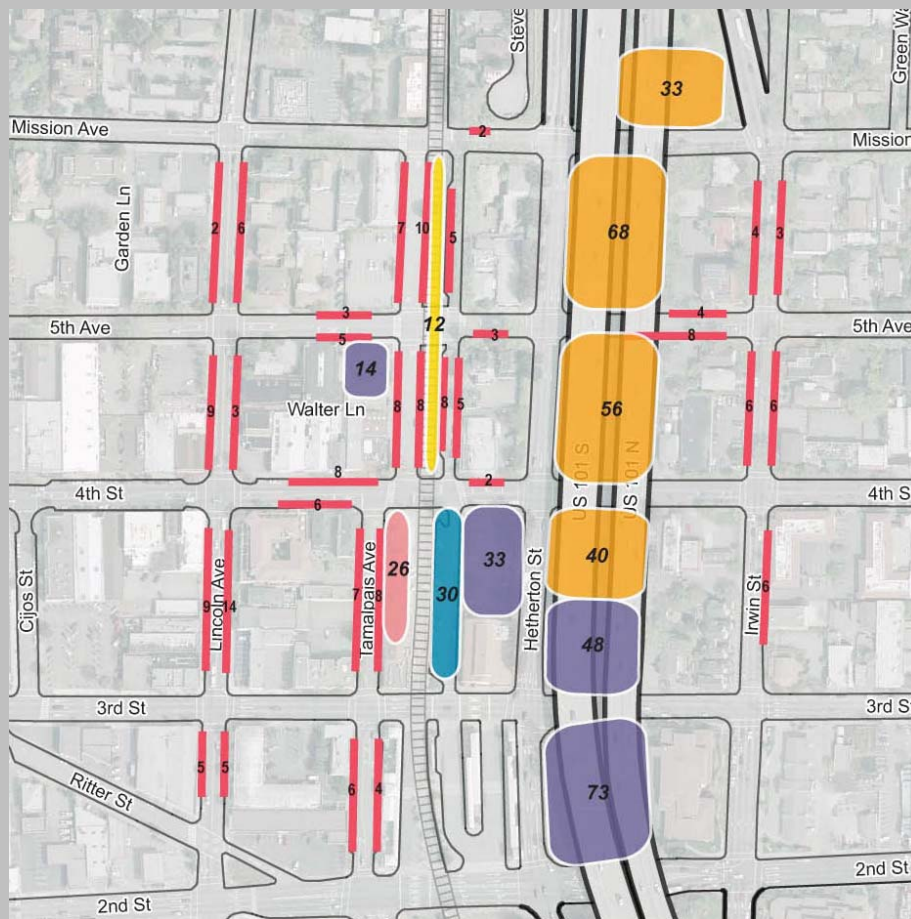 Steve
Green Wa
33
Mission Ave
2
Mission
Garden Ln
2
6
7
10
5
68
4
3
3
4
5th Ave
12
3
8
5th Ave
5
14
9
3
Walter Ln
8
8
8
5
56
6
6
US 101 S
US 101 N
8
2
4th St
6
4th S
Cijos St
9
Lincoln Ave
14
7
Tamalpais Ave
8
26
30
33
Hetherton St
40
48
Irwin St
6
3rd St
3rd S
5
5
6
4
73
Ritter St
2nd St
2nd St